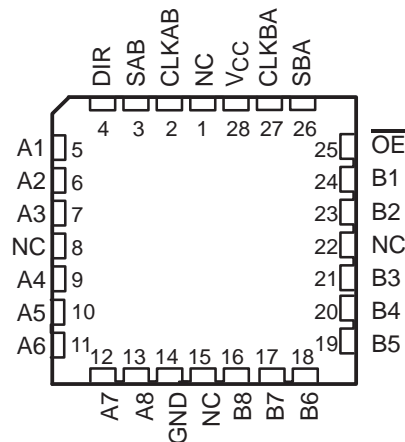 DIR SAB CLKAB NC VCC CLKBA SBA
4 3 2 1 28 27 26
A1 5 25 OE
A2 6 24 B1
A3 7 23 B2
NC 8 22 NC
A4 9 21 B3
A5 10 20 B4
A6 11 19 B5
12 13 14 15 16 17 18
A7 A8 GND NC B8 B7 B6